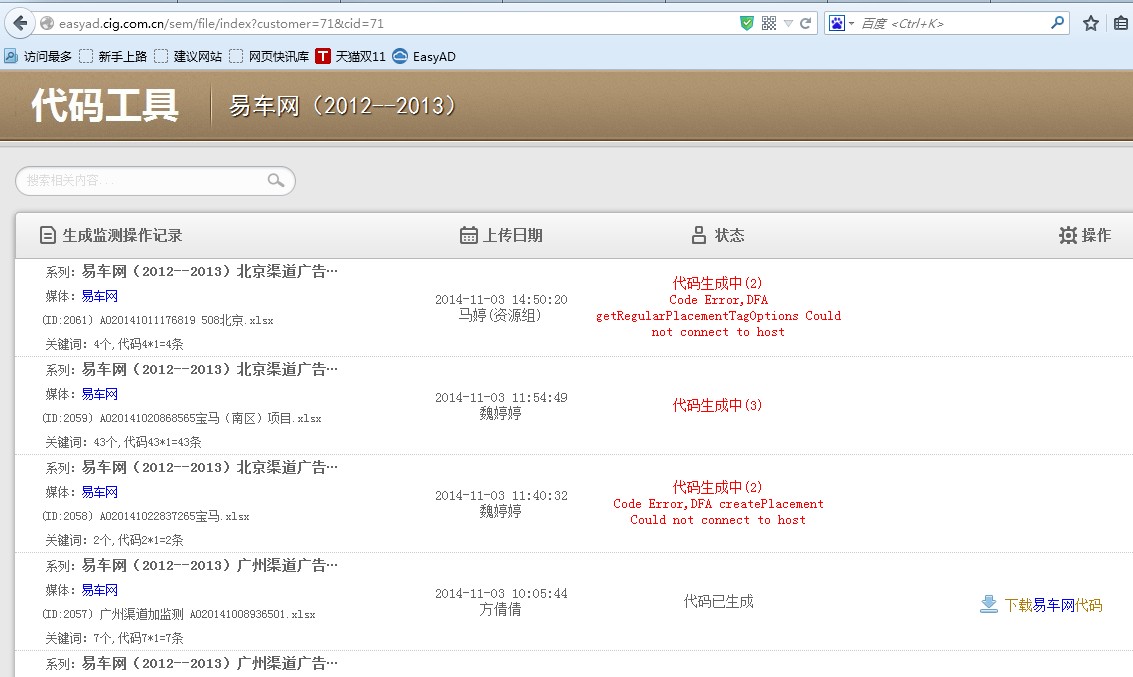 easyad.cig.com.cn/sem/file/index?customer=71&cid=71
百度 <Ctrl+K>
访问最多 新手上路 建议网站 网页快讯库 T 天猫双11 EasyAD
代码工具 易车网（2012--2013）
搜索相关内容...
生成监测操作记录 上传日期 状态 操作
系列: 易车网（2012--2013）北京渠道广告…
媒体: 易车网
(ID:2061) A020141011176819 508北京.xlsx
关键词: 4个,代码4*1=4条
2014-11-03 14:50:20
马婷(资源组)
代码生成中(2)
Code Error,DFA
getRegularPlacementTagOptions Could
not connect to host
系列: 易车网（2012--2013）北京渠道广告…
媒体: 易车网
(ID:2059) A020141020868565宝马（南区）项目.xlsx
关键词: 43个,代码43*1=43条
2014-11-03 11:54:49
魏婷婷
代码生成中(3)
系列: 易车网（2012--2013）北京渠道广告…
媒体: 易车网
(ID:2058) A020141022837265宝马.xlsx
关键词: 2个,代码2*1=2条
2014-11-03 11:40:32
魏婷婷
代码生成中(2)
Code Error,DFA createPlacement
Could not connect to host
系列: 易车网（2012--2013）广州渠道广告…
媒体: 易车网
(ID:2057) 广州渠道加监测 A020141008936501.xlsx
关键词: 7个,代码7*1=7条
2014-11-03 10:05:44
方倩倩
代码已生成
下载易车网代码
系列: 易车网（2012--2013）广州渠道广告…